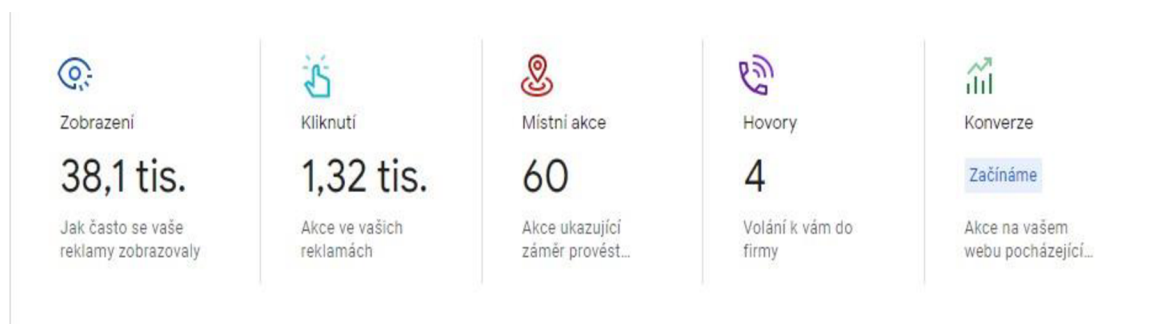 Zobrazení
38,1 tis.
Jak často se vaše
reklamy zobrazovaly
Kliknutí
1,32 tis.
Akce ve vašich
reklamách
Místní akce
60
Akce ukazující
záměr provést…
Hovory
4
Volání k vám do
firmy
Konverze
Začínáme
Akce na vašem
webu pocházející…